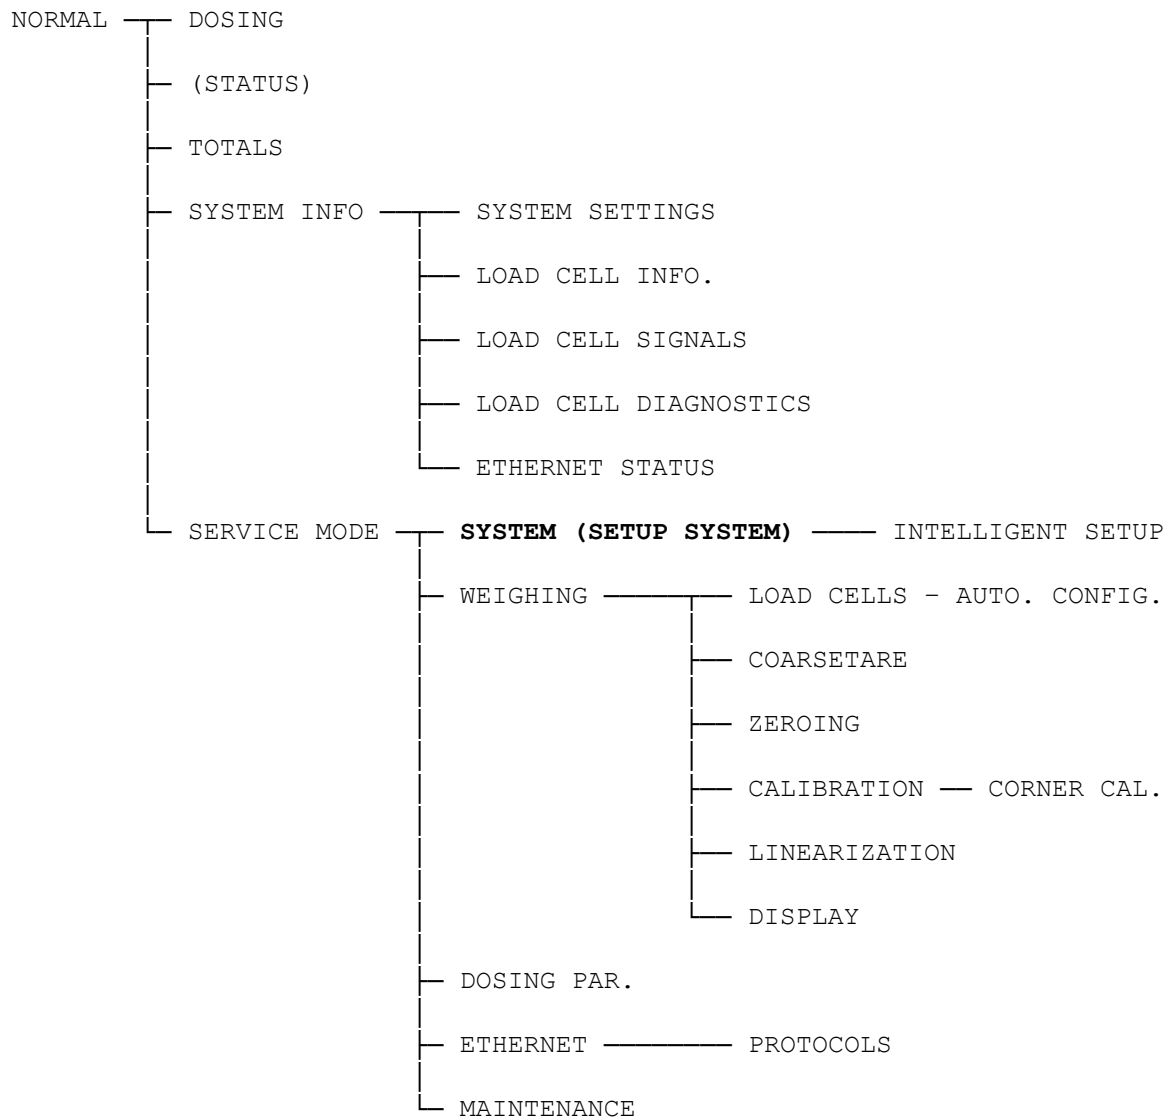 NORMAL DOSING
(STATUS)
TOTALS
SYSTEM INFO SYSTEM SETTINGS
LOAD CELL INFO.
LOAD CELL SIGNALS
LOAD CELL DIAGNOSTICS
ETHERNET STATUS
SERVICE MODE SYSTEM (SETUP SYSTEM) INTELLIGENT SETUP
WEIGHING LOAD CELLS – AUTO. CONFIG.
COARSETARE
ZEROING
CALIBRATION CORNER CAL.
LINEARIZATION
DISPLAY
DOSING PAR.
ETHERNET PROTOCOLS
MAINTENANCE